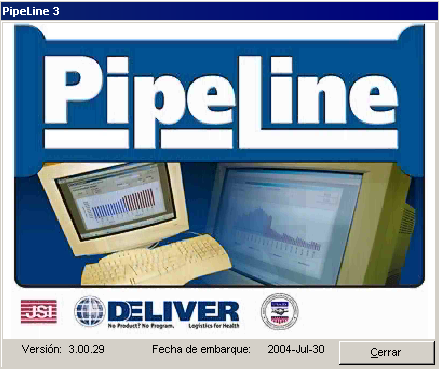 PipeLine 3
PipeLine
JSI
DELIVER
No Product? No Program. Logistics for Health
Versión: 3.00.29 Fecha de embarque: 2004-Jul-30 Cerrar